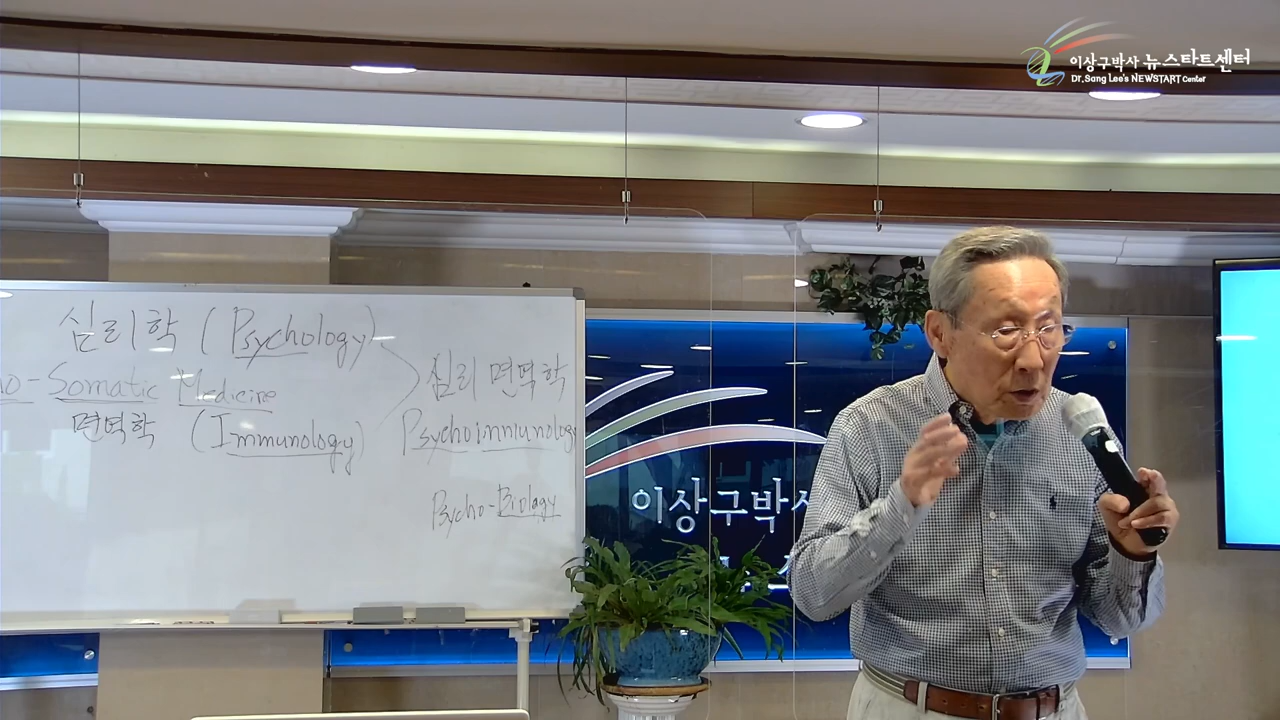 이상구박사 뉴스타트센터
Dr. Sang Lee's NEWSTART Center
심리학 (Psychology)
o-Somatic Medicine
면역학 (Immunology)
심리면역학
Psychoimmunology
Psycho-Biology
이상구박사